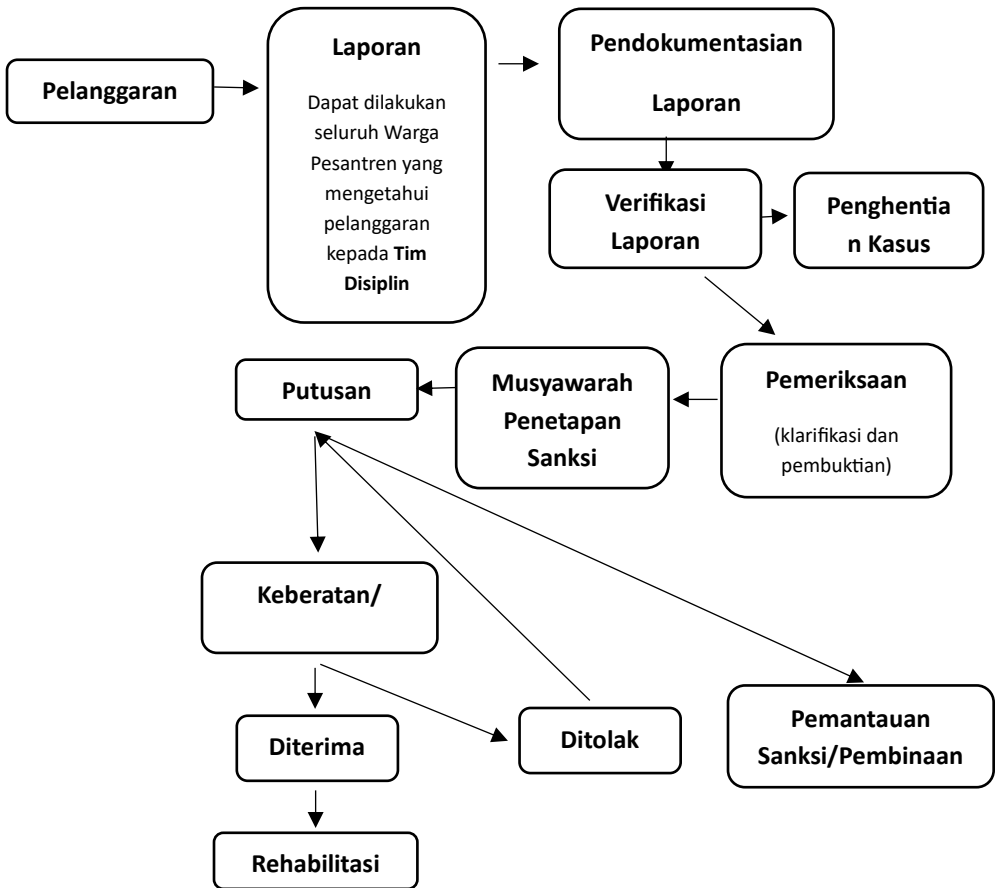 Pelanggaran
Laporan
Dapat dilakukan
seluruh Warga
Pesantren yang
mengetahui
pelanggaran
kepada Tim
Disiplin
Pendokumentasian
Laporan
Verifikasi
Laporan
Penghentia
n Kasus
Pemeriksaan
(klarifikasi dan
pembuktian)
Musyawarah
Penetapan
Sanksi
Putusan
Keberatan/
Diterima
Ditolak
Pemantauan
Sanksi/Pembinaan
Rehabilitasi